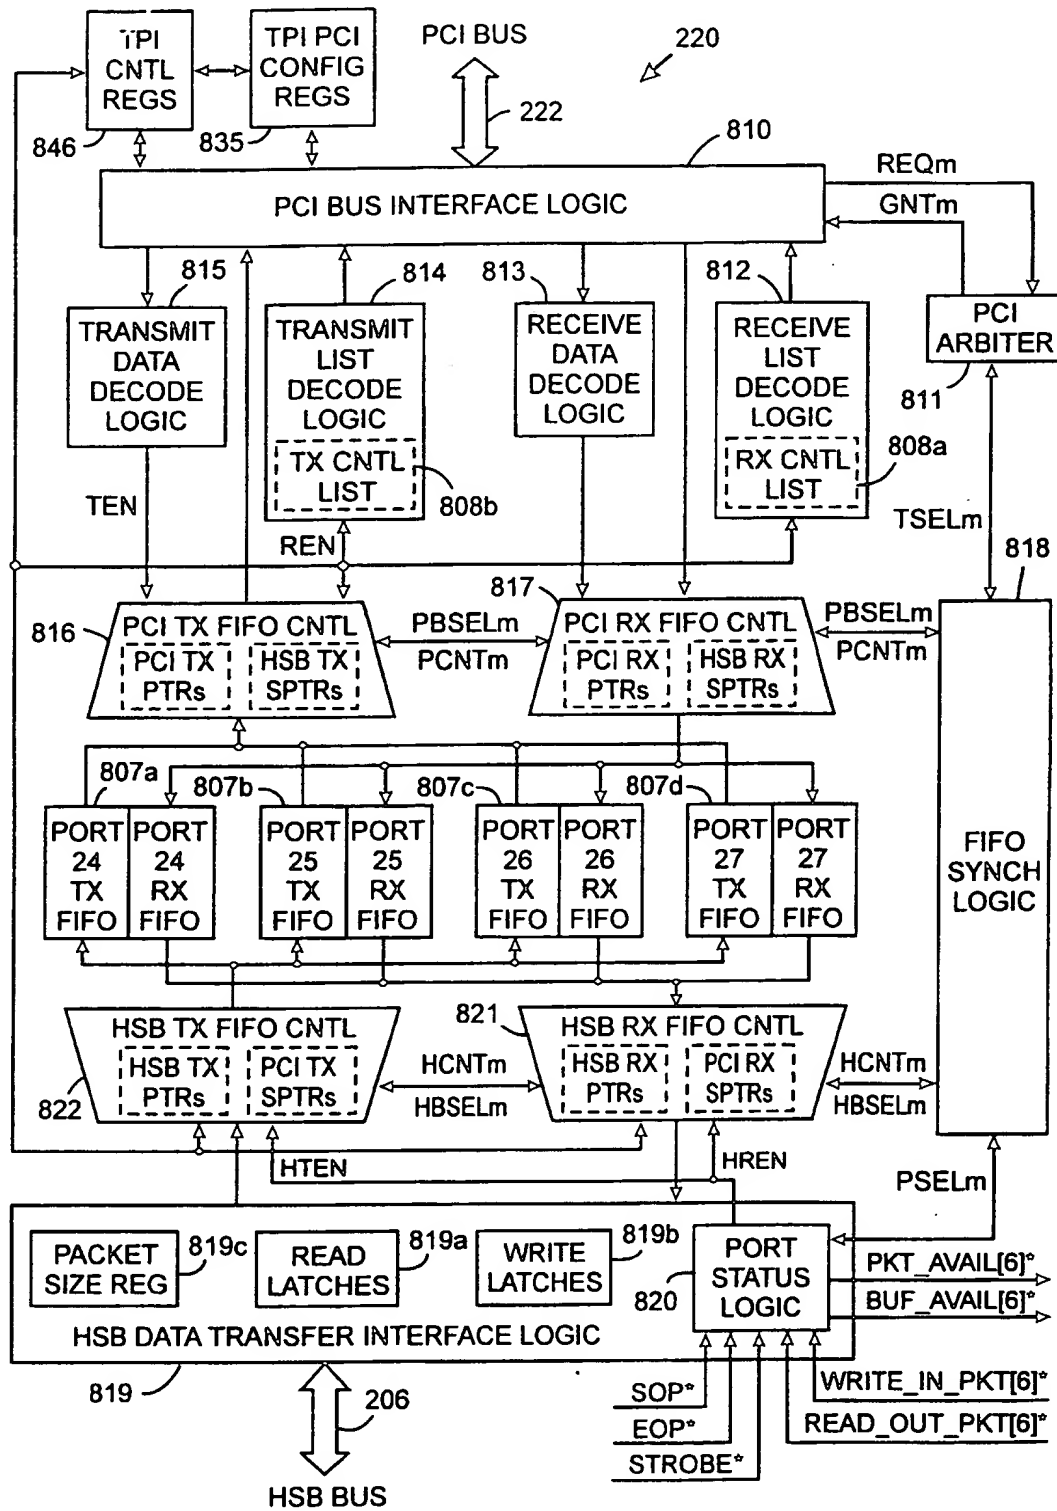 TPI
CNTL
REGS
TPI PCI
CONFIG
REGS
PCI BUS
220
846
835
222
810
REQm
GNTm
PCI BUS INTERFACE LOGIC
815
814
813
812
TRANSMIT
DATA
DECODE
LOGIC
TRANSMIT
LIST
DECODE
LOGIC
TX CNTL
LIST
RECEIVE
DATA
DECODE
LOGIC
RECEIVE
LIST
DECODE
LOGIC
RX CNTL
LIST
PCI
ARBITER
811
808b
808a
TEN
REN
TSELm
818
816
817
PCI TX FIFO CNTL
PCI TX
PTRs
HSB TX
SPTRs
PBSELm
PCNTm
PCI RX FIFO CNTL
PCI RX
PTRs
HSB RX
SPTRs
PBSELm
PCNTm
807a
807b
807c
807d
PORT
24
TX
FIFO
PORT
24
RX
FIFO
PORT
25
TX
FIFO
PORT
25
RX
FIFO
PORT
26
TX
FIFO
PORT
26
RX
FIFO
PORT
27
TX
FIFO
PORT
27
RX
FIFO
FIFO
SYNCH
LOGIC
HSB TX FIFO CNTL
HSB TX
PTRs
PCI TX
SPTRs
822
821
HCNTm
HBSELm
HSB RX FIFO CNTL
HSB RX
PTRs
PCI RX
SPTRs
HCNTm
HBSELm
HTEN
HREN
PSELm
PACKET
SIZE REG
819c
READ
LATCHES
819a
WRITE
LATCHES
819b
820
PORT
STATUS
LOGIC
PKT_AVAIL[6]*
BUF_AVAIL[6]*
HSB DATA TRANSFER INTERFACE LOGIC
819
206
SOP*
EOP*
STROBE*
WRITE_IN_PKT[6]*
READ_OUT_PKT[6]*
HSB BUS